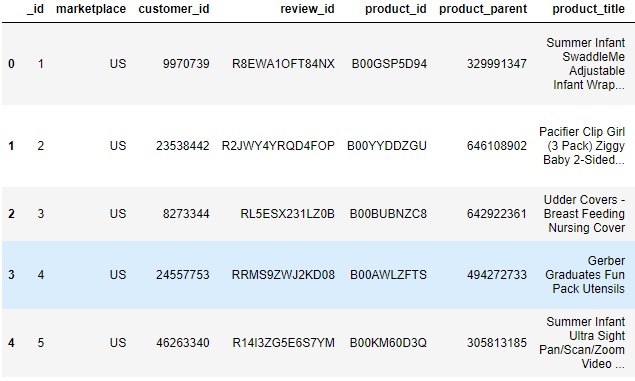 _id marketplace customer_id review_id product_id product_parent product_title
0 1 US 9970739 R8EWA1OFT84NX B00GSP5D94 329991347 Summer Infant
SwaddleMe
Adjustable
Infant Wrap...
1 2 US 23538442 R2JWY4YRQD4FOP B00YYDDZGU 646108902 Pacifier Clip Girl
(3 Pack) Ziggy
Baby 2-Sided...
2 3 US 8273344 RL5ESX231LZ0B B00BUBNZC8 642922361 Udder Covers -
Breast Feeding
Nursing Cover
3 4 US 24557753 RRMS9ZWJ2KD08 B00AWLZFTS 494272733 Gerber
Graduates Fun
Pack Utensils
4 5 US 46263340 R14I3ZG5E6S7YM B00KM60D3Q 305813185 Summer Infant
Ultra Sight
Pan/Scan/Zoom
Video ...